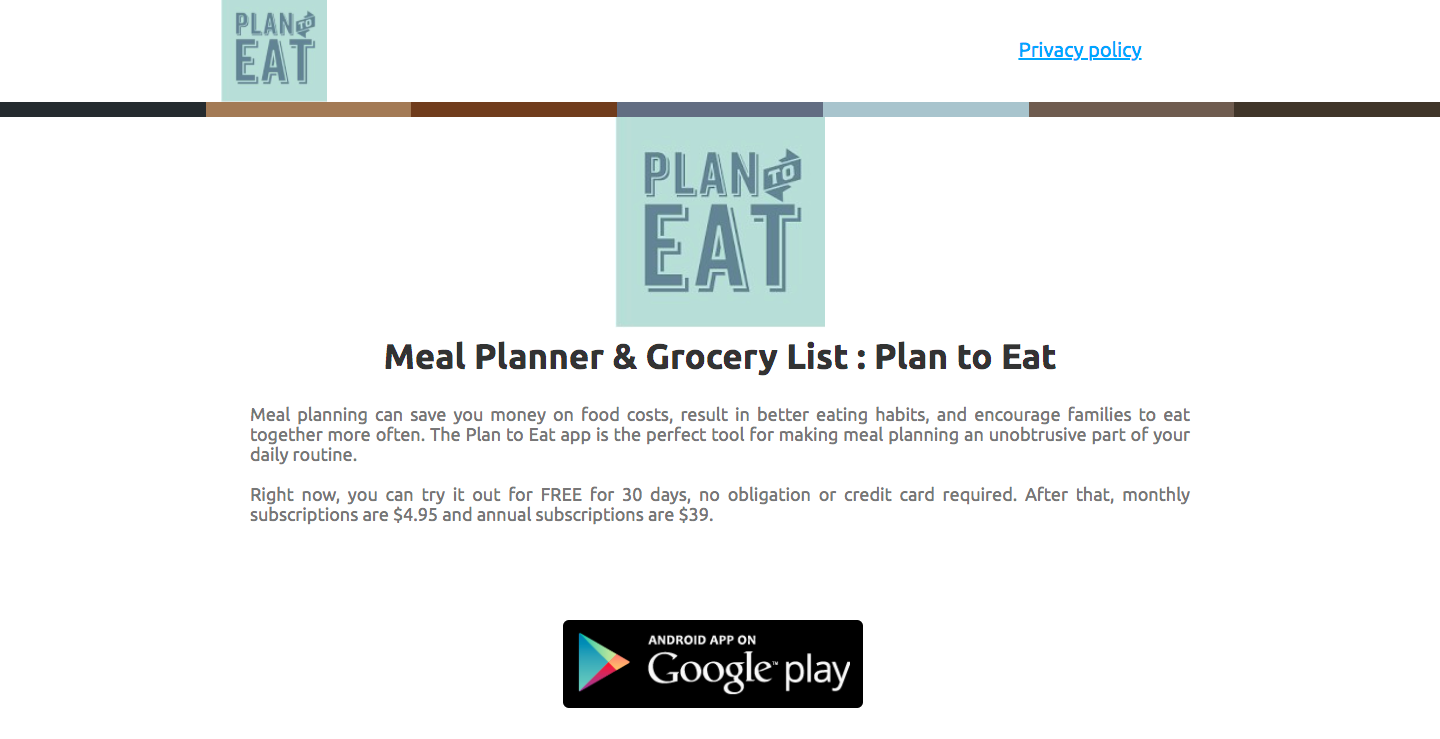 PLAN TO
EAT
Privacy policy
PLAN TO
EAT
Meal Planner & Grocery List : Plan to Eat
Meal planning can save you money on food costs, result in better eating habits, and encourage families to eat
together more often. The Plan to Eat app is the perfect tool for making meal planning an unobtrusive part of your
daily routine.
Right now, you can try it out for FREE for 30 days, no obligation or credit card required. After that, monthly
subscriptions are $4.95 and annual subscriptions are $39.
ANDROID APP ON
Google™ play